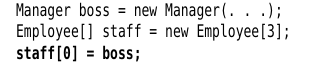 Manager boss = new Manager(. . .);
Employee[] staff = new Employee[3];
staff[0] = boss;